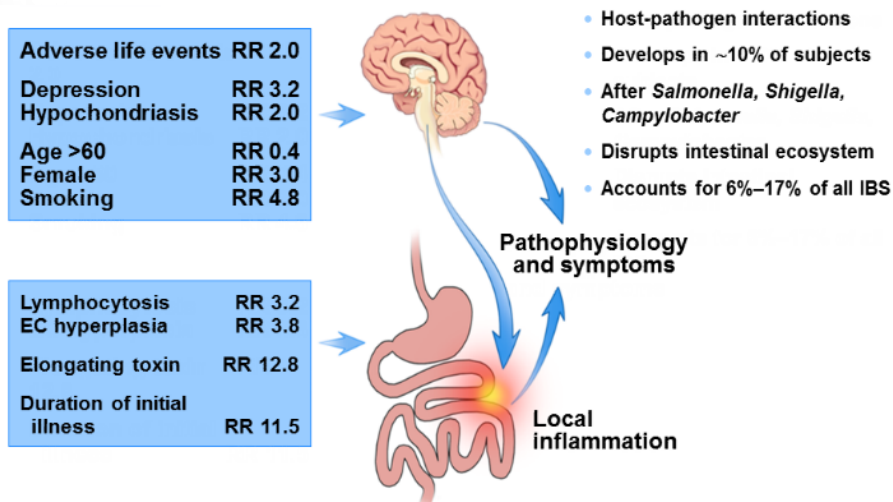 Adverse life events RR 2.0
Depression RR 3.2
Hypochondriasis RR 2.0
Age >60 RR 0.4
Female RR 3.0
Smoking RR 4.8
Lymphocytosis RR 3.2
EC hyperplasia RR 3.8
Elongating toxin RR 12.8
Duration of initial
illness RR 11.5
• Host-pathogen interactions
• Develops in ~10% of subjects
• After Salmonella, Shigella,
Campylobacter
• Disrupts intestinal ecosystem
• Accounts for 6%–17% of all IBS
Pathophysiology
and symptoms
Local
inflammation